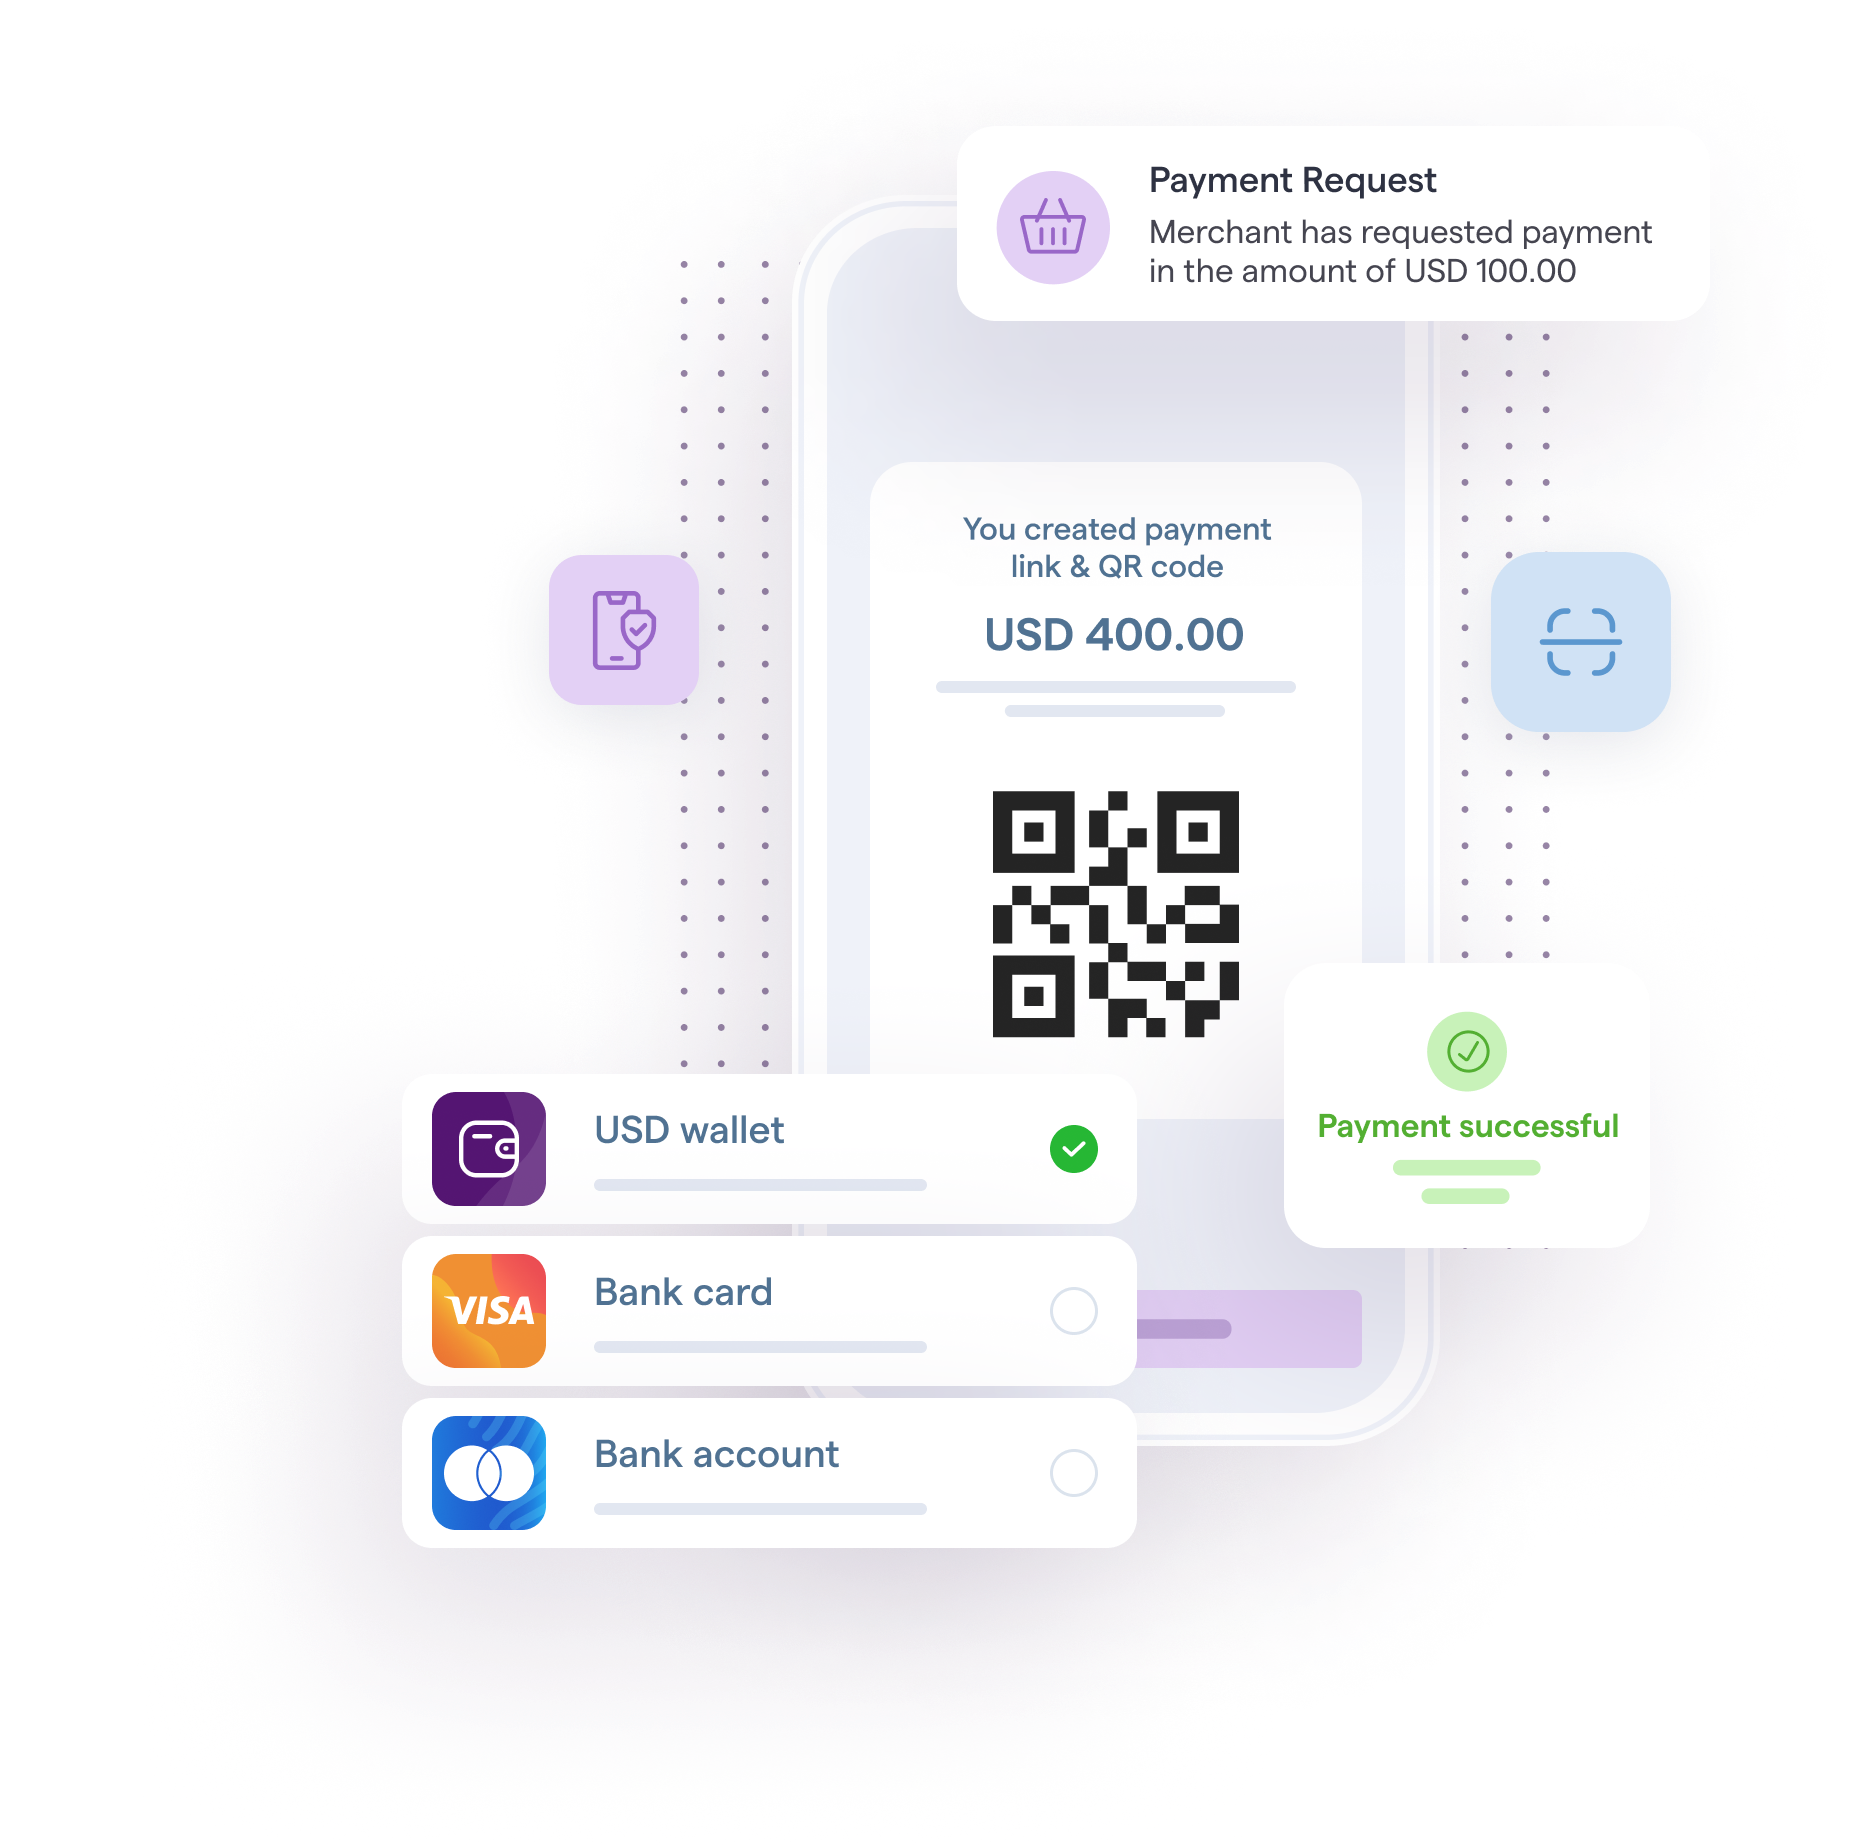 Payment Request
Merchant has requested payment
in the amount of USD 100.00
You created payment
link & QR code
USD 400.00
Payment successful
USD wallet
VISA
Bank card
Bank account